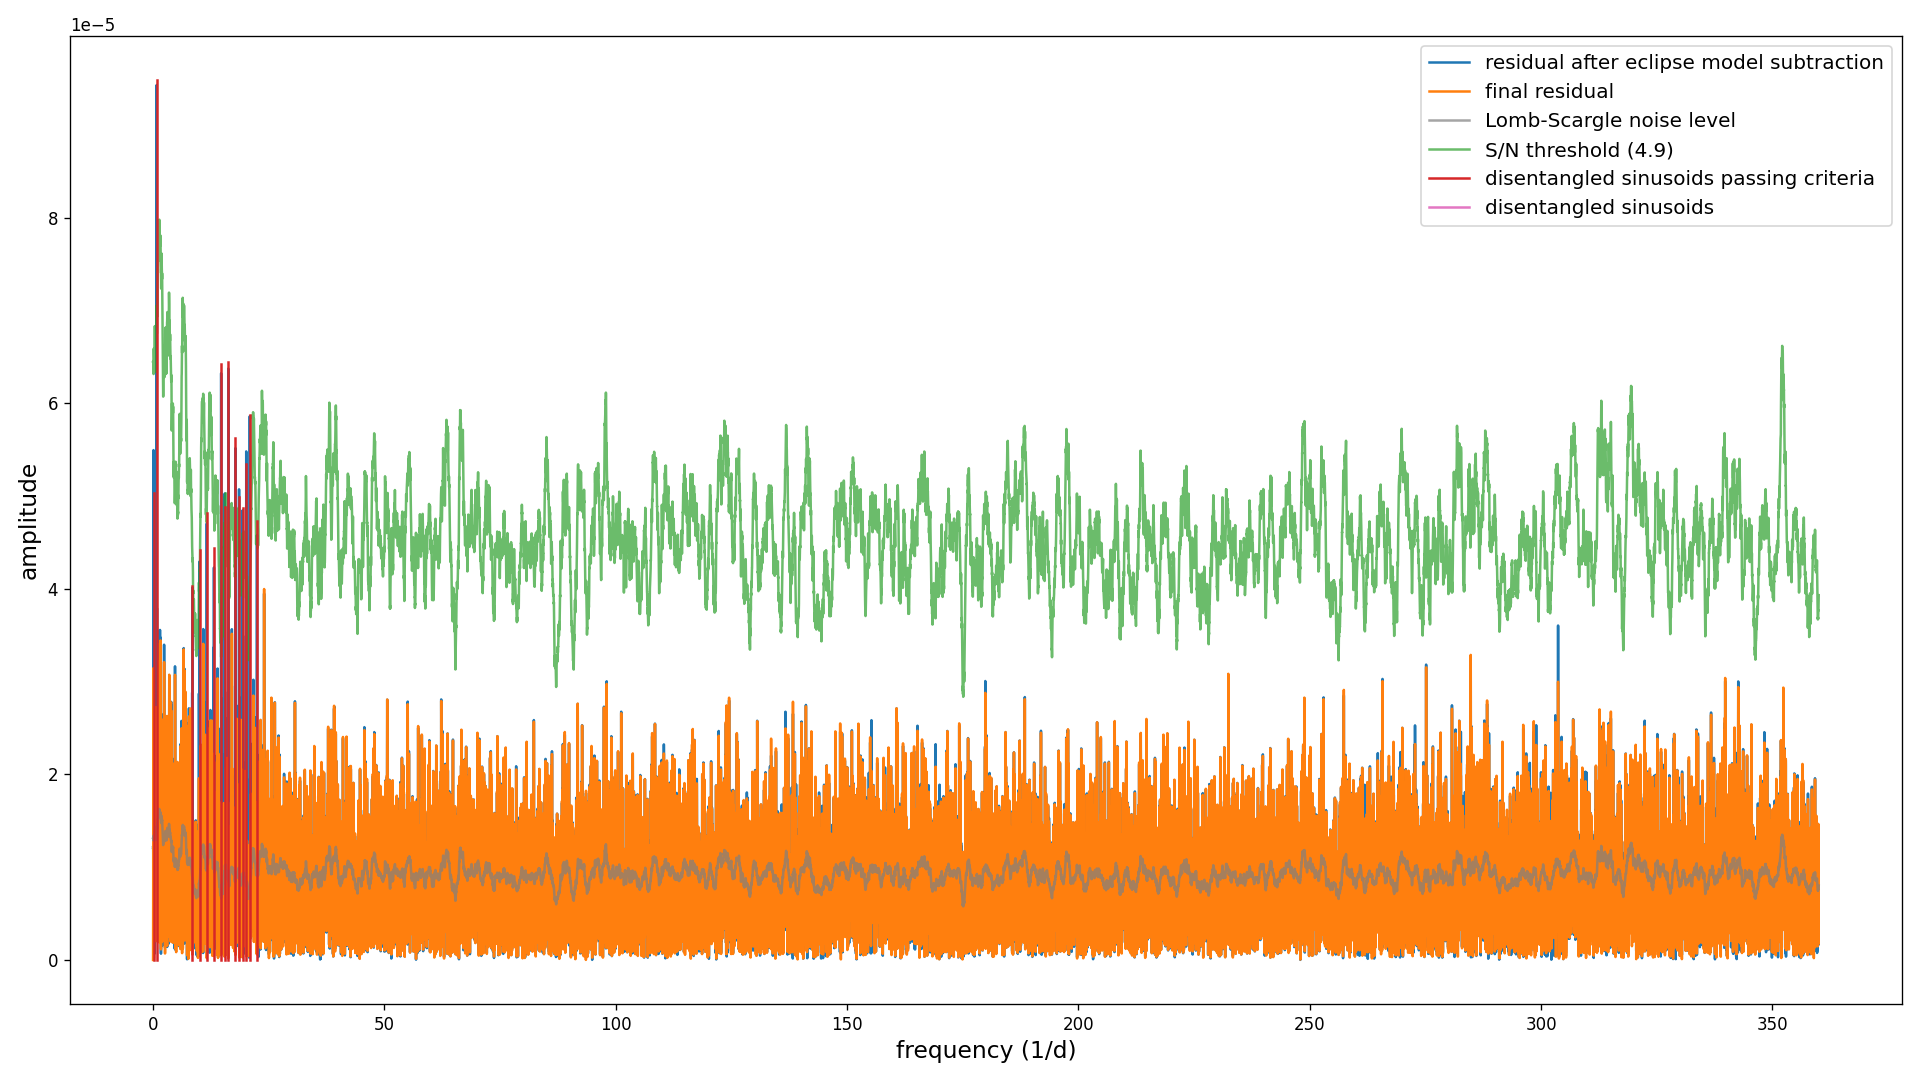 1e−5
residual after eclipse model subtraction
final residual
Lomb-Scargle noise level
S/N threshold (4.9)
disentangled sinusoids passing criteria
disentangled sinusoids
8
6
4
2
0
amplitude
0 50 100 150 200 250 300 350
frequency (1/d)